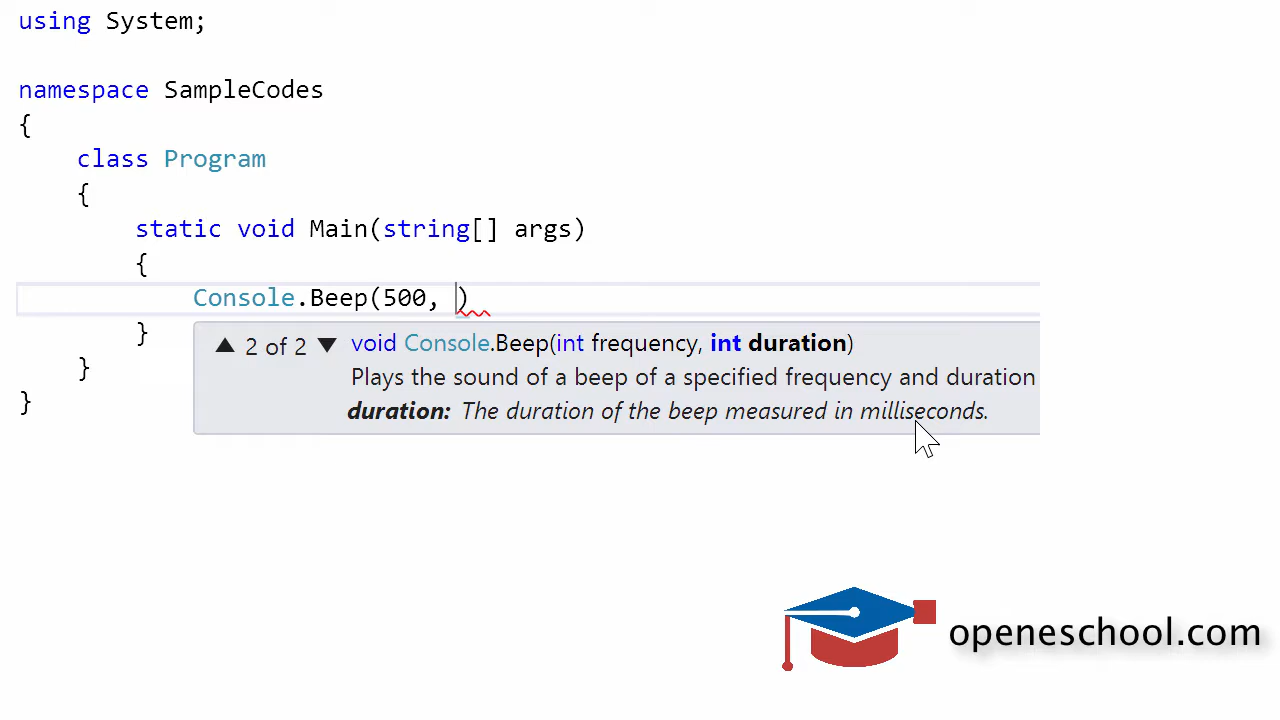 using System;
namespace SampleCodes
{
class Program
{
static void Main(string[] args)
{
Console.Beep(500, )
}
▲ 2 of 2 ▼ void Console.Beep(int frequency, int duration)
Plays the sound of a beep of a specified frequency and duration
duration: The duration of the beep measured in milliseconds.
}
}
openeschool.com